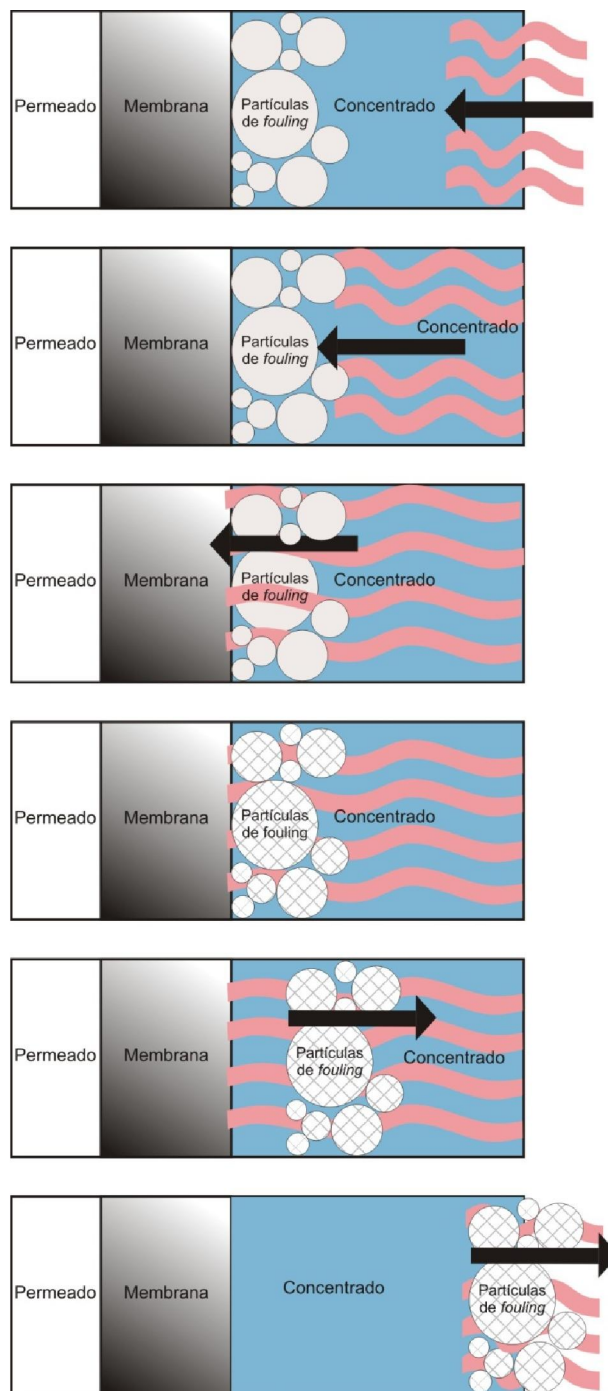 Permeado Membrana Partículas Concentrado
de fouling
Permeado Membrana Partículas Concentrado
de fouling
Permeado Membrana Partículas Concentrado
de fouling
Permeado Membrana Partículas Concentrado
de fouling
Permeado Membrana Partículas Concentrado
de fouling
Permeado Membrana Concentrado Partículas
de fouling